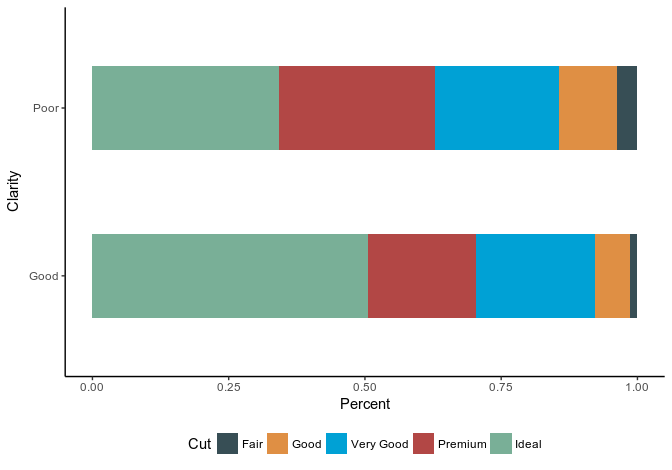 Clarity
Poor
Good
0.00 0.25 0.50 0.75 1.00
Percent
Cut Fair Good Very Good Premium Ideal